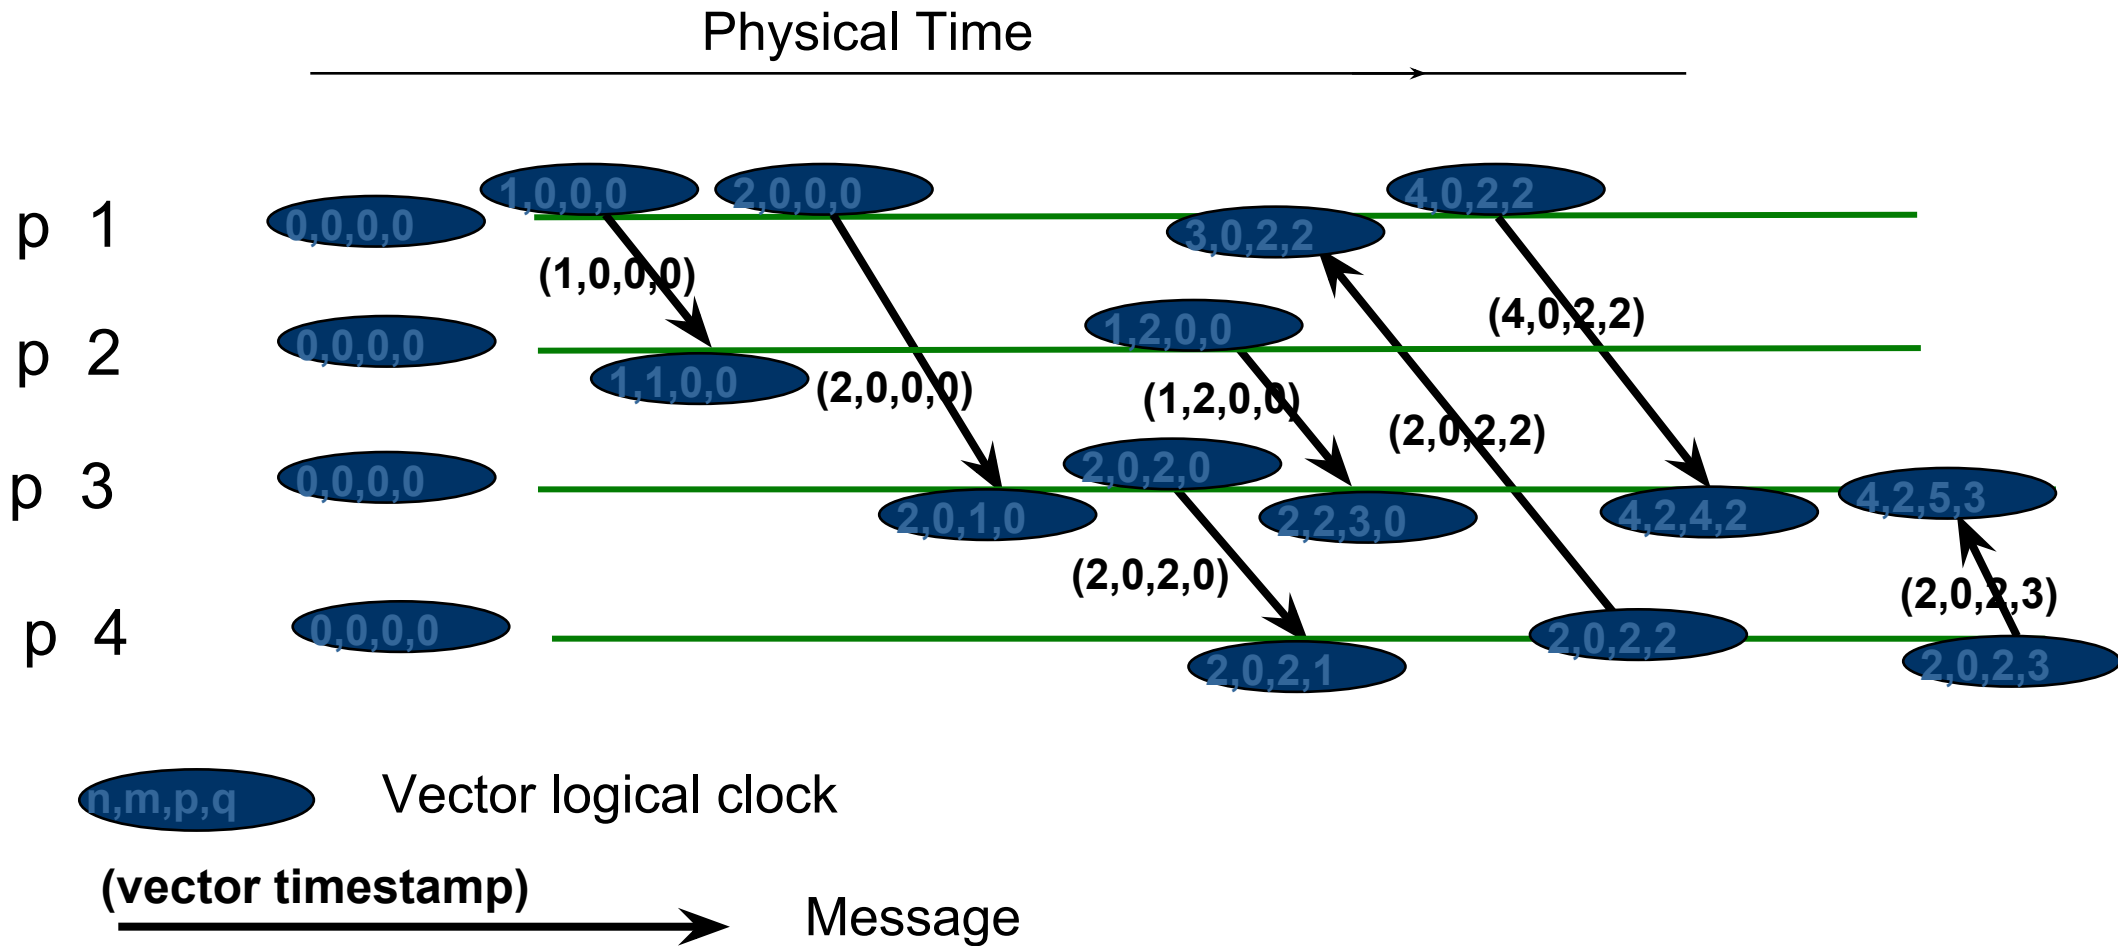 Physical Time
1,0,0,0
2,0,0,0
4,0,2,2
p 1
0,0,0,0
3,0,2,2
(1,0,0,0)
(4,0,2,2)
p 2
0,0,0,0
1,2,0,0
1,1,0,0
(2,0,0,0)
(1,2,0,0)
(2,0,2,2)
p 3
0,0,0,0
2,0,2,0
4,2,5,3
2,0,1,0
2,2,3,0
4,2,4,2
(2,0,2,0)
(2,0,2,3)
p 4
0,0,0,0
2,0,2,2
2,0,2,1
2,0,2,3
n,m,p,q
Vector logical clock
(vector timestamp)
Message